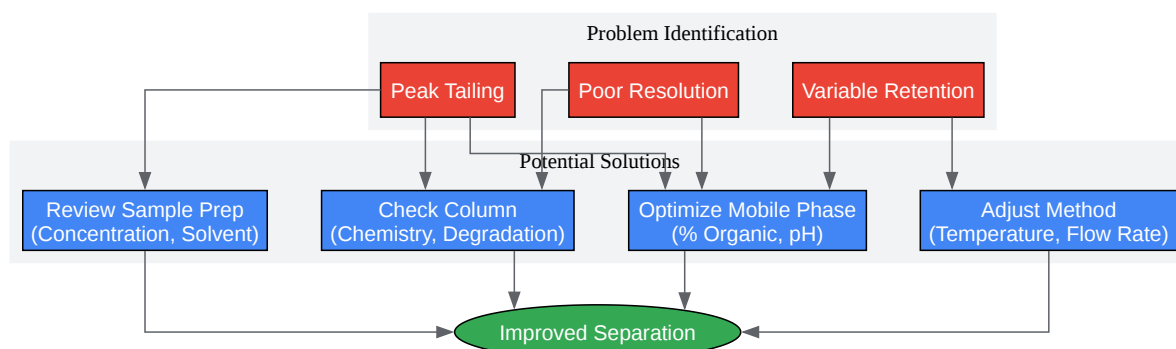 Problem Identification
Peak Tailing
Poor Resolution
Variable Retention
Potential Solutions
Review Sample Prep
(Concentration, Solvent)
Check Column
(Chemistry, Degradation)
Optimize Mobile Phase
(% Organic, pH)
Adjust Method
(Temperature, Flow Rate)
Improved Separation